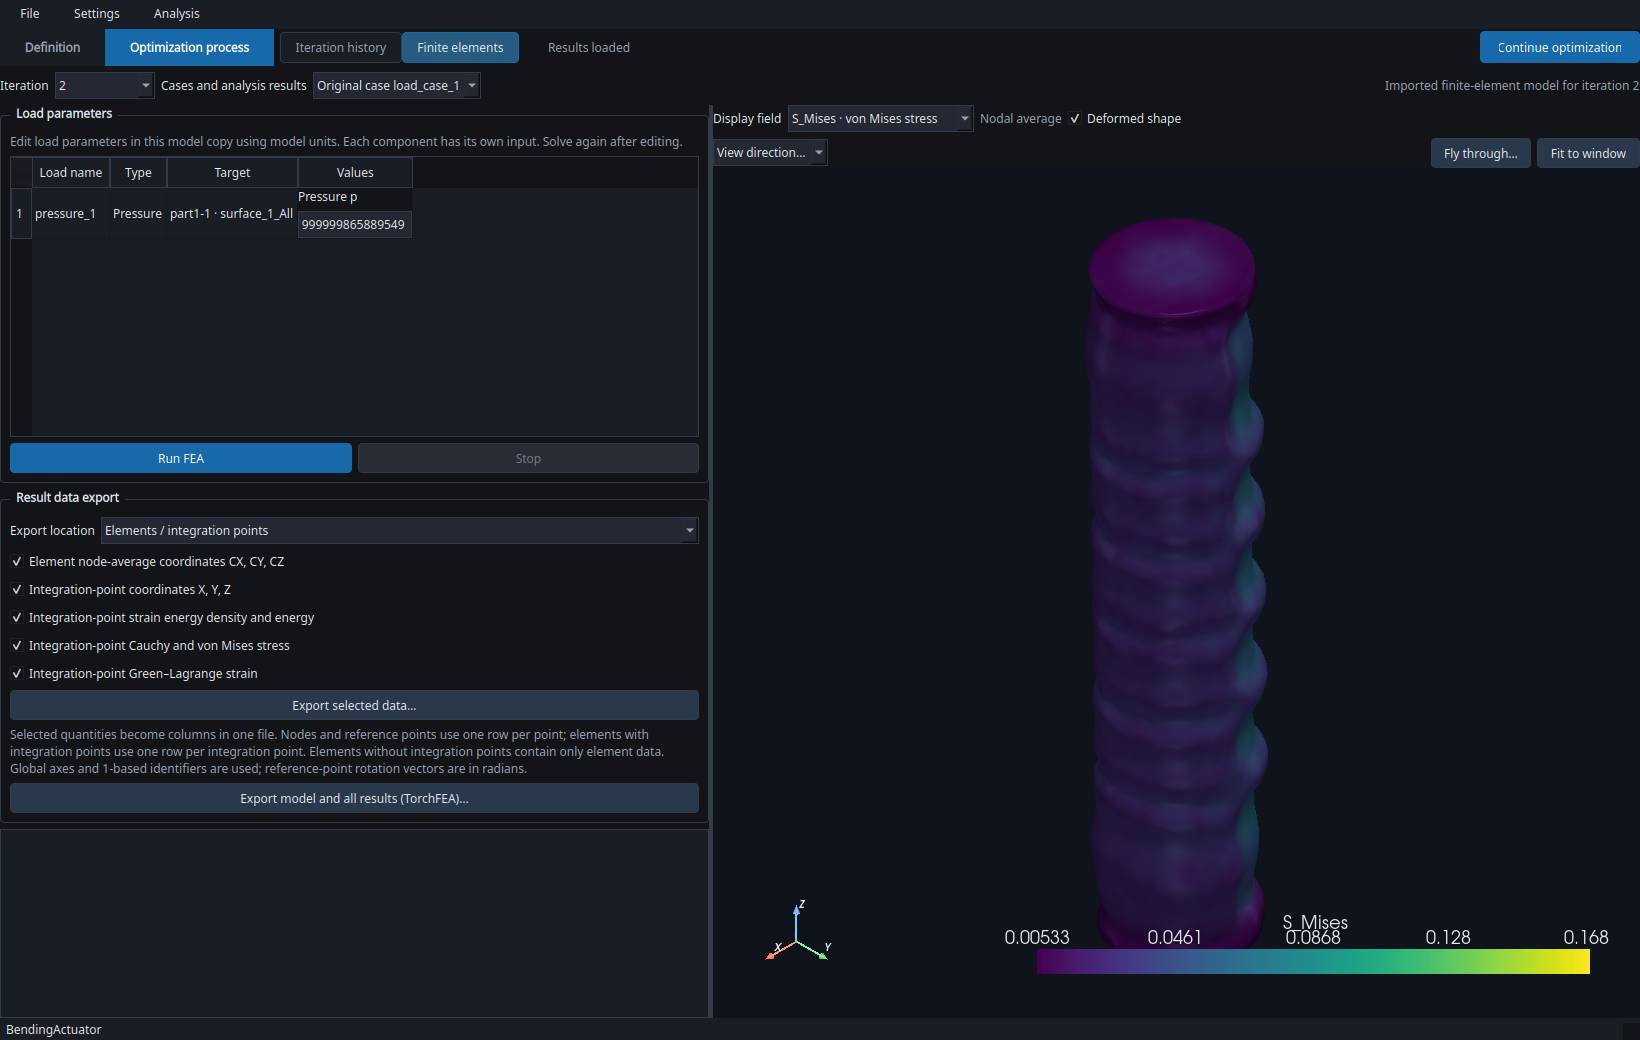 File Settings Analysis
Definition Optimization process Iteration history Finite elements Results loaded Continue optimization
Iteration 2 Cases and analysis results Original case load_case_1 Imported finite-element model for iteration 2
Load parameters
Edit load parameters in this model copy using model units. Each component has its own input. Solve again after editing.
Load name Type Target Values
1 pressure_1 Pressure part1-1 · surface_1_All Pressure p
999999865889549
Run FEA Stop
Result data export
Export location Elements / integration points
Element node-average coordinates CX, CY, CZ
Integration-point coordinates X, Y, Z
Integration-point strain energy density and energy
Integration-point Cauchy and von Mises stress
Integration-point Green–Lagrange strain
Export selected data...
Selected quantities become columns in one file. Nodes and reference points use one row per point; elements with
integration points use one row per integration point. Elements without integration points contain only element data.
Global axes and 1-based identifiers are used; reference-point rotation vectors are in radians.
Export model and all results (TorchFEA)...
Display field S_Mises · von Mises stress Nodal average Deformed shape
View direction... Fly through... Fit to window
Z
X Y
S_Mises
0.00533 0.0461 0.0868 0.128 0.168
BendingActuator